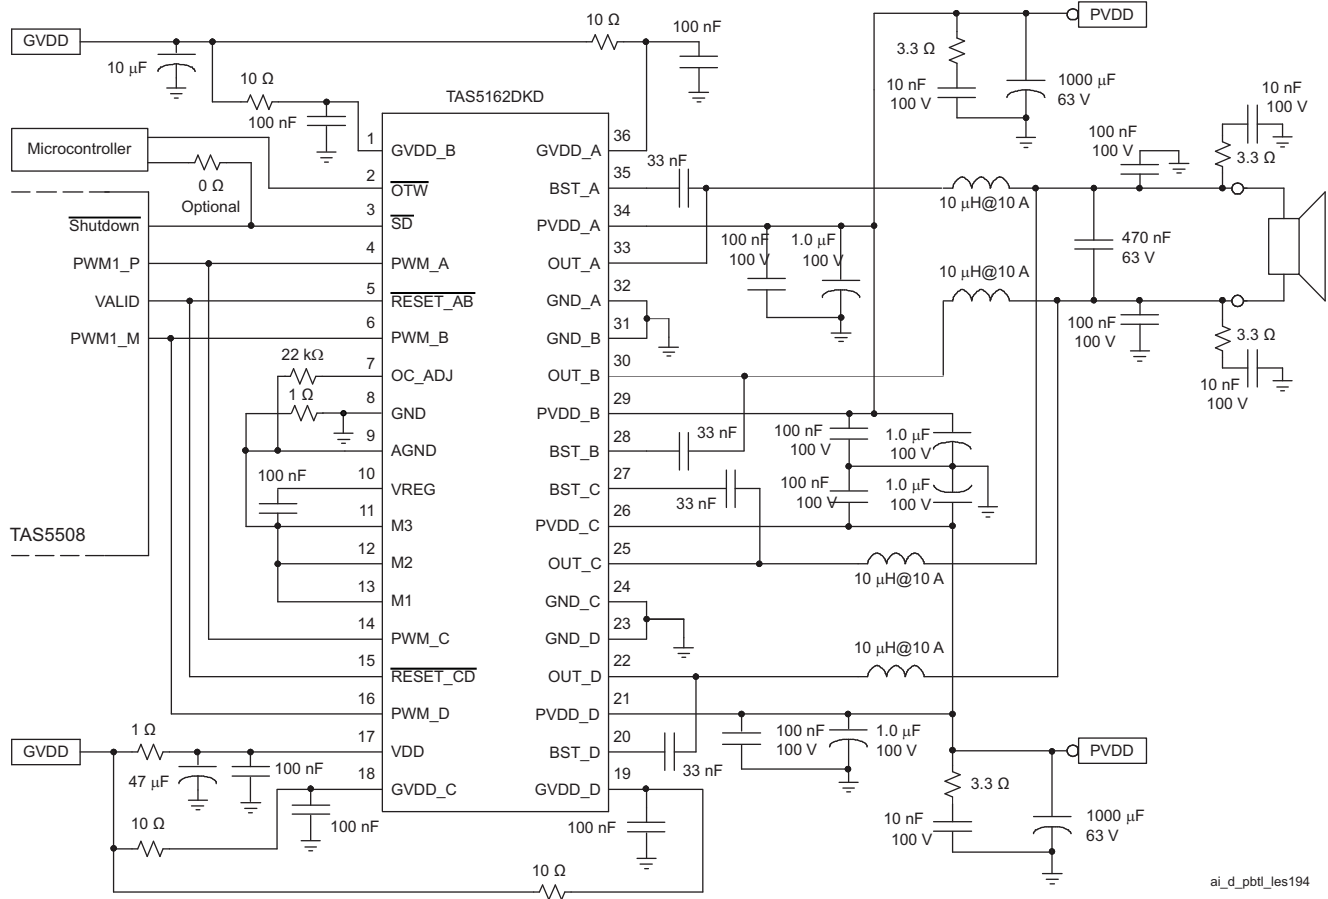 GVDD
10 µF
10 Ω
100 nF
10 Ω
100 nF
PVDD
3.3 Ω
10 nF
100 V
1000 µF
63 V
Microcontroller
0 Ω
Optional
Shutdown
PWM1_P
VALID
PWM1_M
TAS5508
TAS5162DKD
1
GVDD_B
2
OTW
3
SD
4
PWM_A
5
RESET_AB
6
PWM_B
22 kΩ
7
OC_ADJ
1 Ω
8
GND
9
AGND
100 nF
10
VREG
11
M3
12
M2
13
M1
14
PWM_C
15
RESET_CD
16
PWM_D
17
VDD
18
GVDD_C
36
GVDD_A
35
BST_A
34
PVDD_A
33
OUT_A
32
GND_A
31
GND_B
30
OUT_B
29
PVDD_B
28
BST_B
27
BST_C
26
PVDD_C
25
OUT_C
24
GND_C
23
GND_D
22
OUT_D
21
PVDD_D
20
BST_D
19
GVDD_D
33 nF
100 nF
100 V
1.0 µF
100 V
10 µH@10 A
10 µH@10 A
100 nF
100 V
10 nF
100 V
3.3 Ω
470 nF
63 V
100 nF
100 V
3.3 Ω
10 nF
100 V
33 nF
100 nF
100 V
1.0 µF
100 V
33 nF
100 nF
100 V
1.0 µF
100 V
10 µH@10 A
10 µH@10 A
100 nF
100 V
1.0 µF
100 V
33 nF
PVDD
3.3 Ω
10 nF
100 V
1000 µF
63 V
GVDD
1 Ω
47 µF
100 nF
10 Ω
100 nF
100 nF
10 Ω
ai_d_pbtl_les194